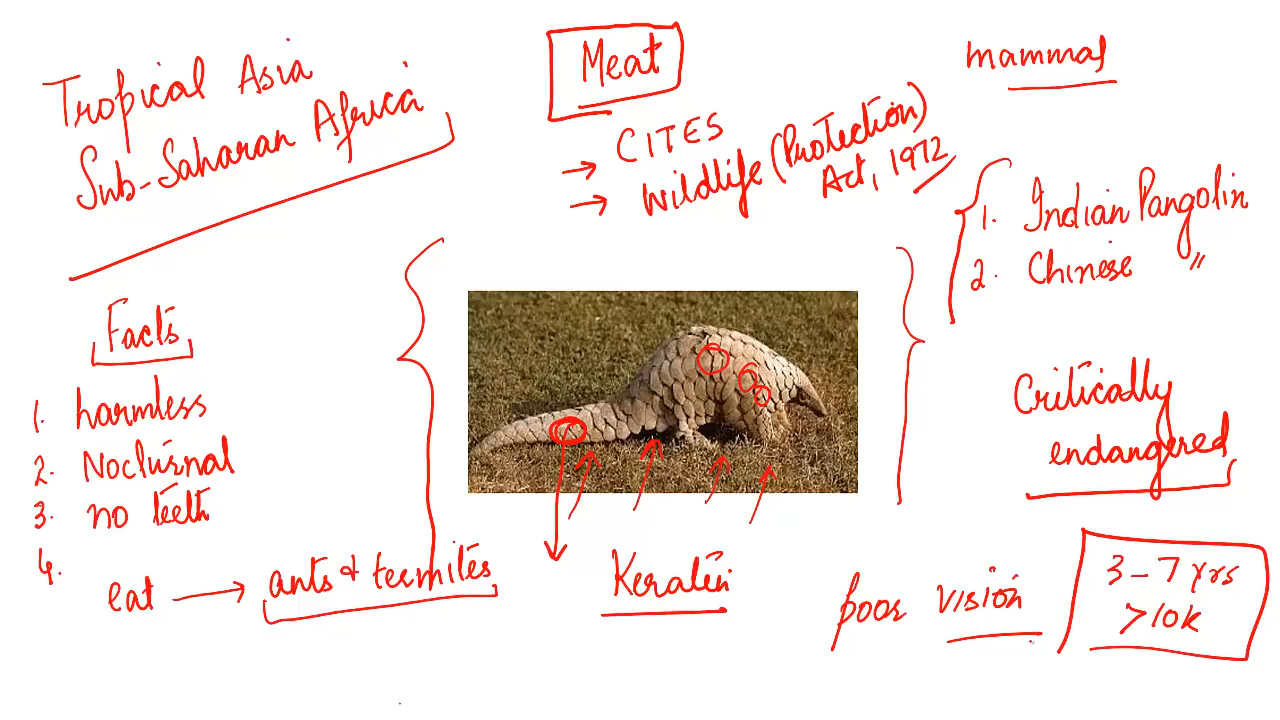 Tropical Asia
Sub-Saharan Africa
Meat
→ CITES
→ Wildlife (Protection)
Act, 1972
mammal
1. Indian Pangolin
2. Chinese "
Facts
1. harmless
2. Nocturnal
3. no teeth
4.
eat → ants & termites
Keratin
Critically
endangered
poor vision
3-7 yrs
>10k